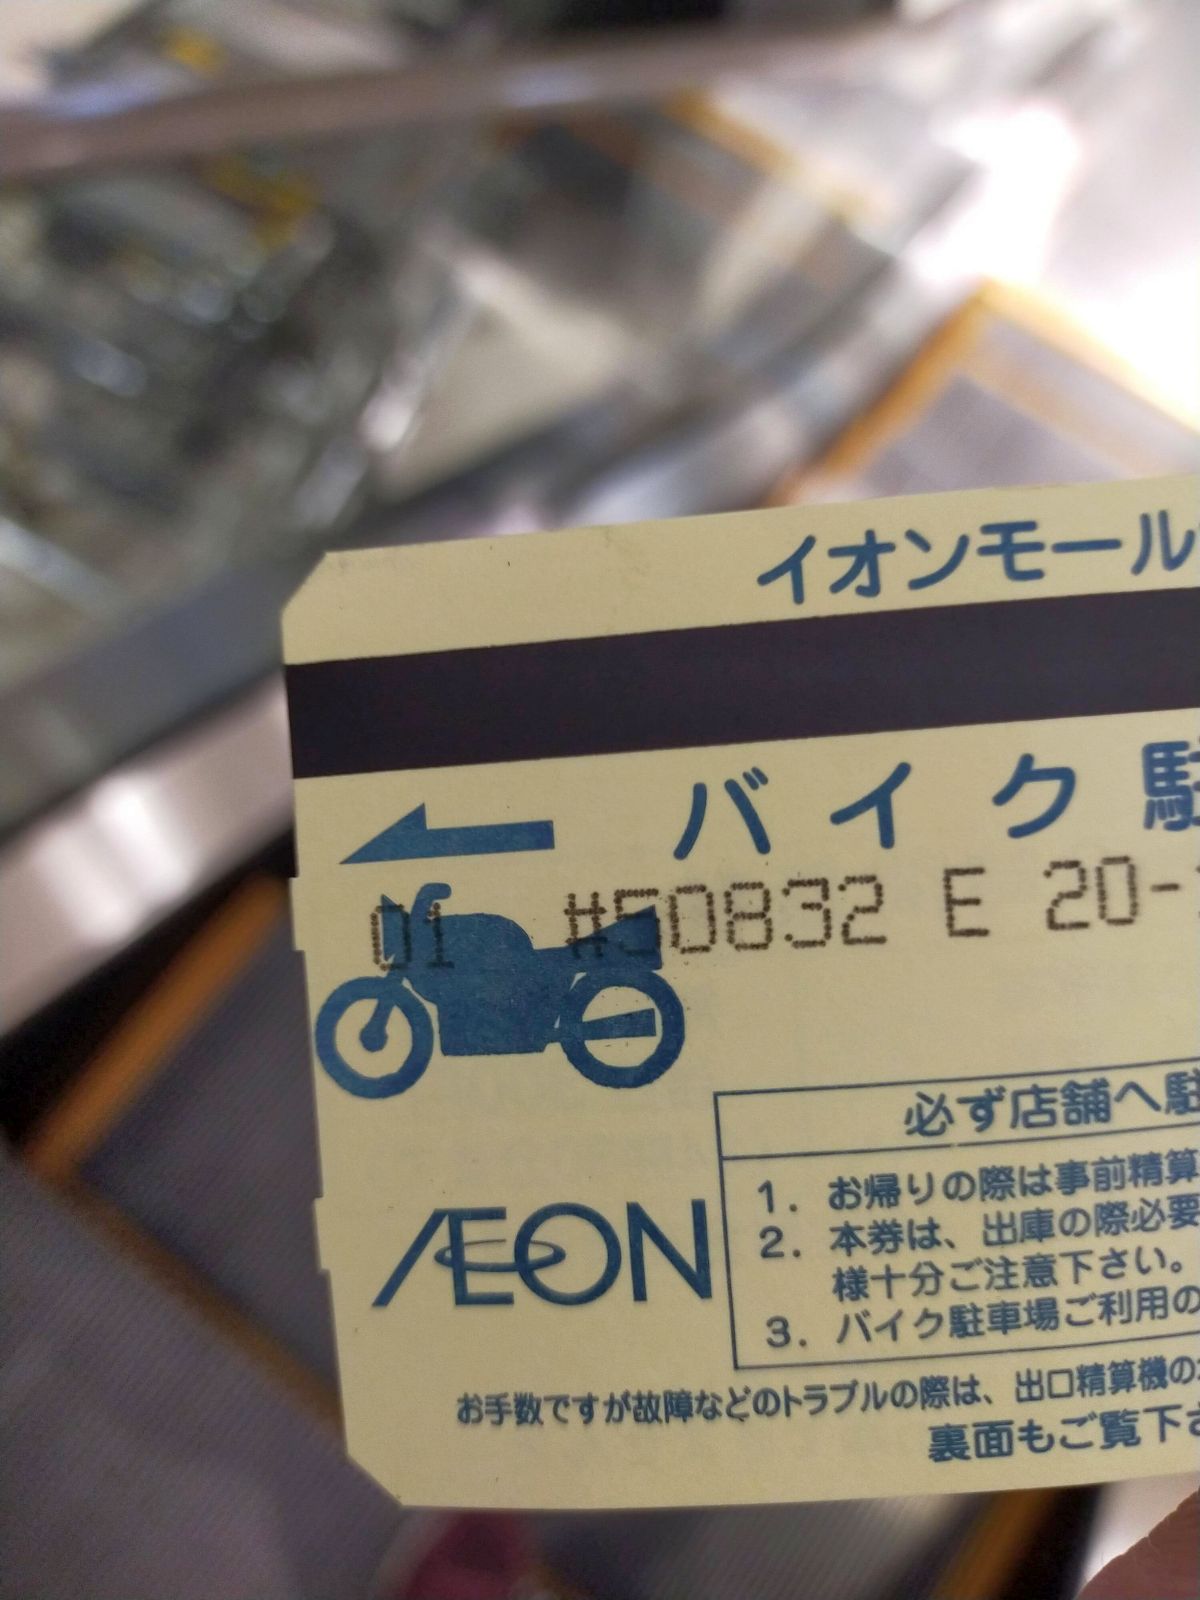 イオンモール
バイク駐
01 #50832 E 20-
必ず店舗へ駐
1. お帰りの際は事前精算
2. 本券は、出庫の際必要
様十分ご注意下さい。
3. バイク駐車場ご利用の
ÆON
お手数ですが故障などのトラブルの際は、出口精算機の
裏面もご覧下さ